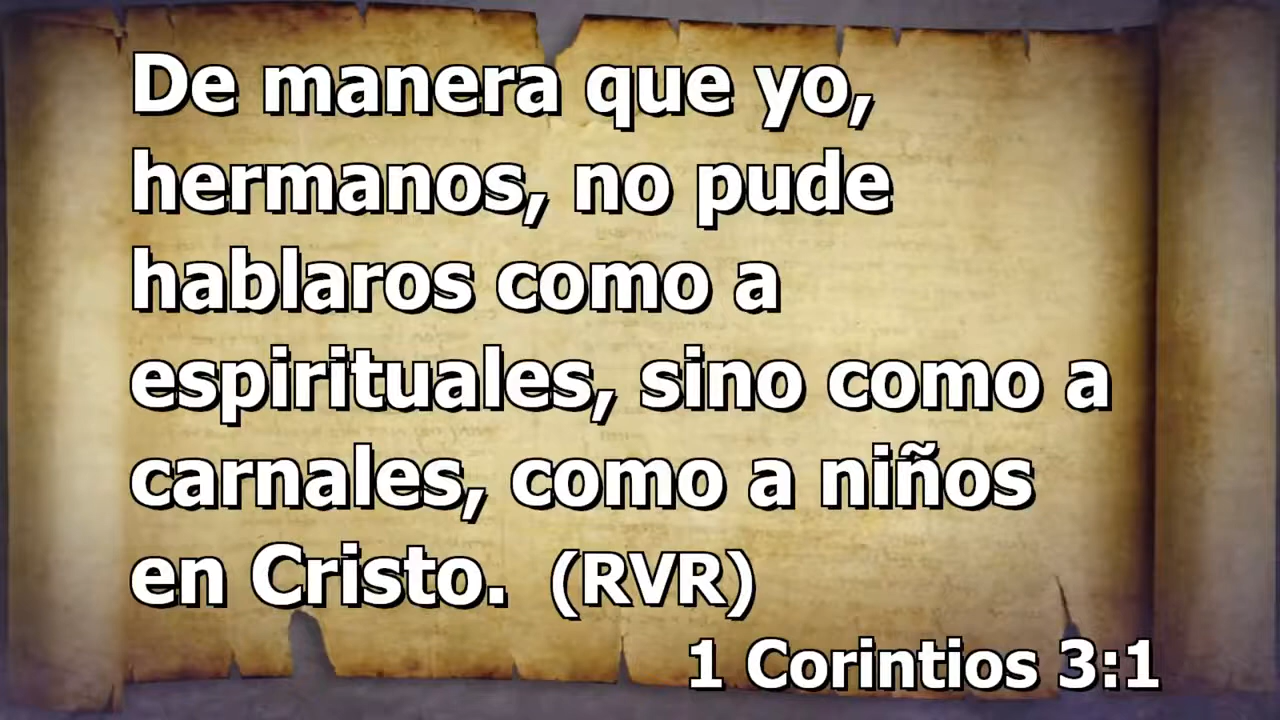 De manera que yo,
hermanos, no pude
hablaros como a
espirituales, sino como a
carnales, como a niños
en Cristo. (RVR)
1 Corintios 3:1